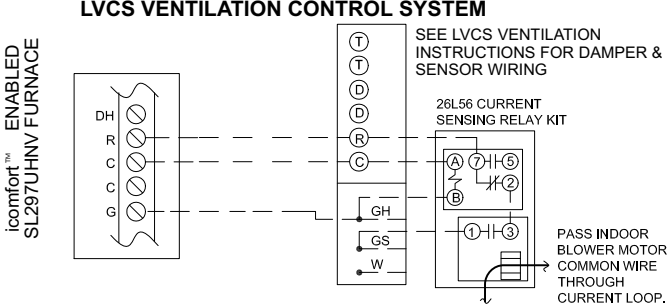 LVCS VENTILATION CONTROL SYSTEM
icomfort™ ENABLED
SL297UHNV FURNACE
DH
R
C
C
G
T
T
D
D
R
C
GH
GS
W
SEE LVCS VENTILATION
INSTRUCTIONS FOR DAMPER &
SENSOR WIRING
26L56 CURRENT
SENSING RELAY KIT
A
7
5
2
B
1
3
PASS INDOOR
BLOWER MOTOR
COMMON WIRE
THROUGH
CURRENT LOOP.